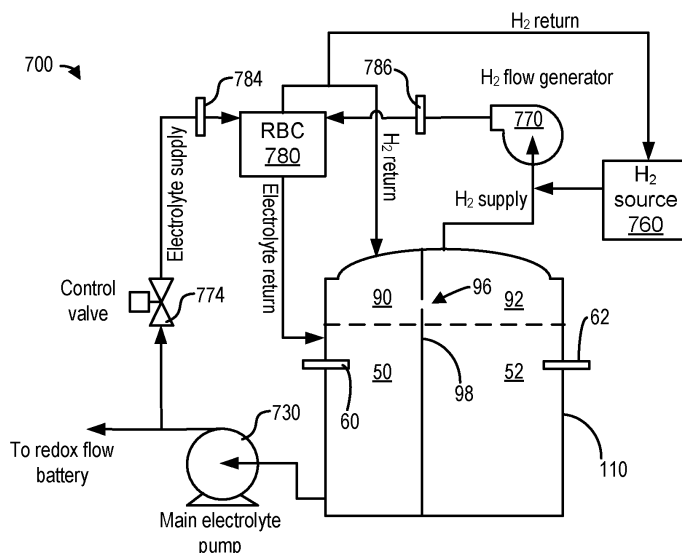 H2 return
700
784
786
H2 flow generator
770
RBC
780
H2 return
Electrolyte supply
Electrolyte return
H2 supply
H2
source
760
Control
valve
774
90
96
92
62
50
98
52
60
730
To redox flow
battery
110
Main electrolyte
pump